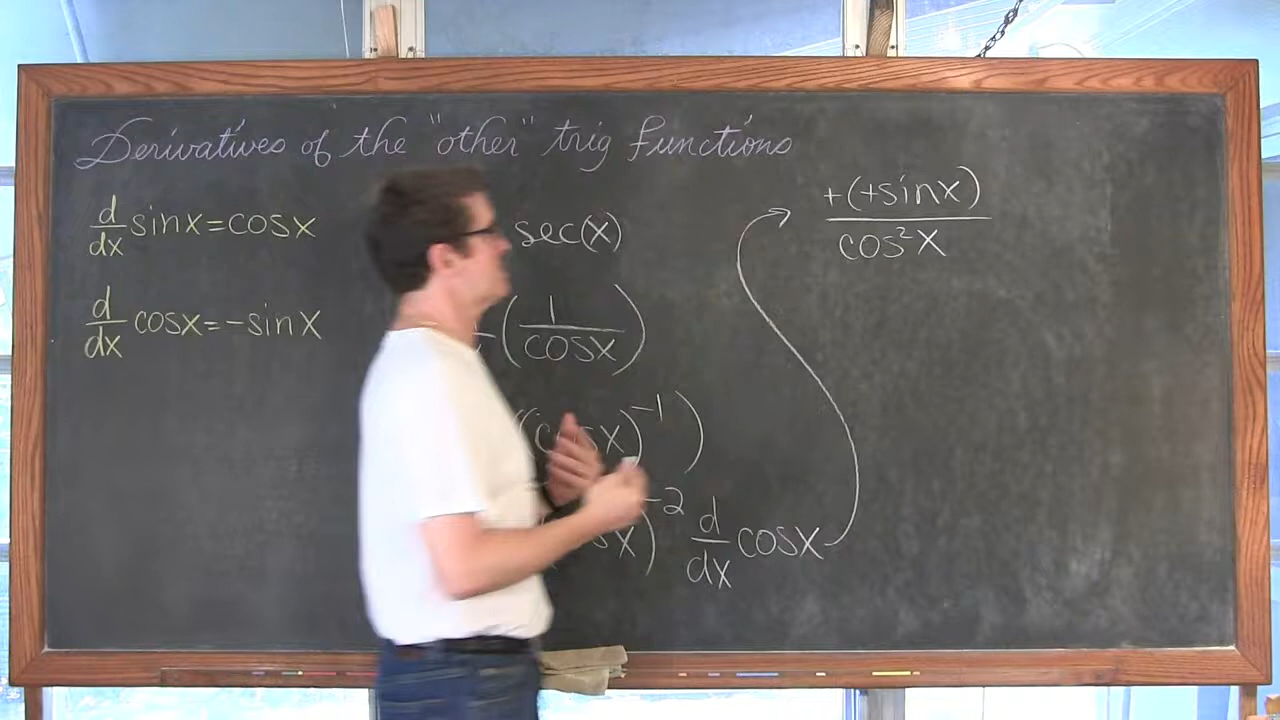 Derivatives of the "other" trig functions
d/dx sinx = cosx
d/dx cosx = -sinx
sec(x)
(1/cosx)
((cosx)^-1)
x)^-2 d/dx cosx
+(+sinx)/cos²x